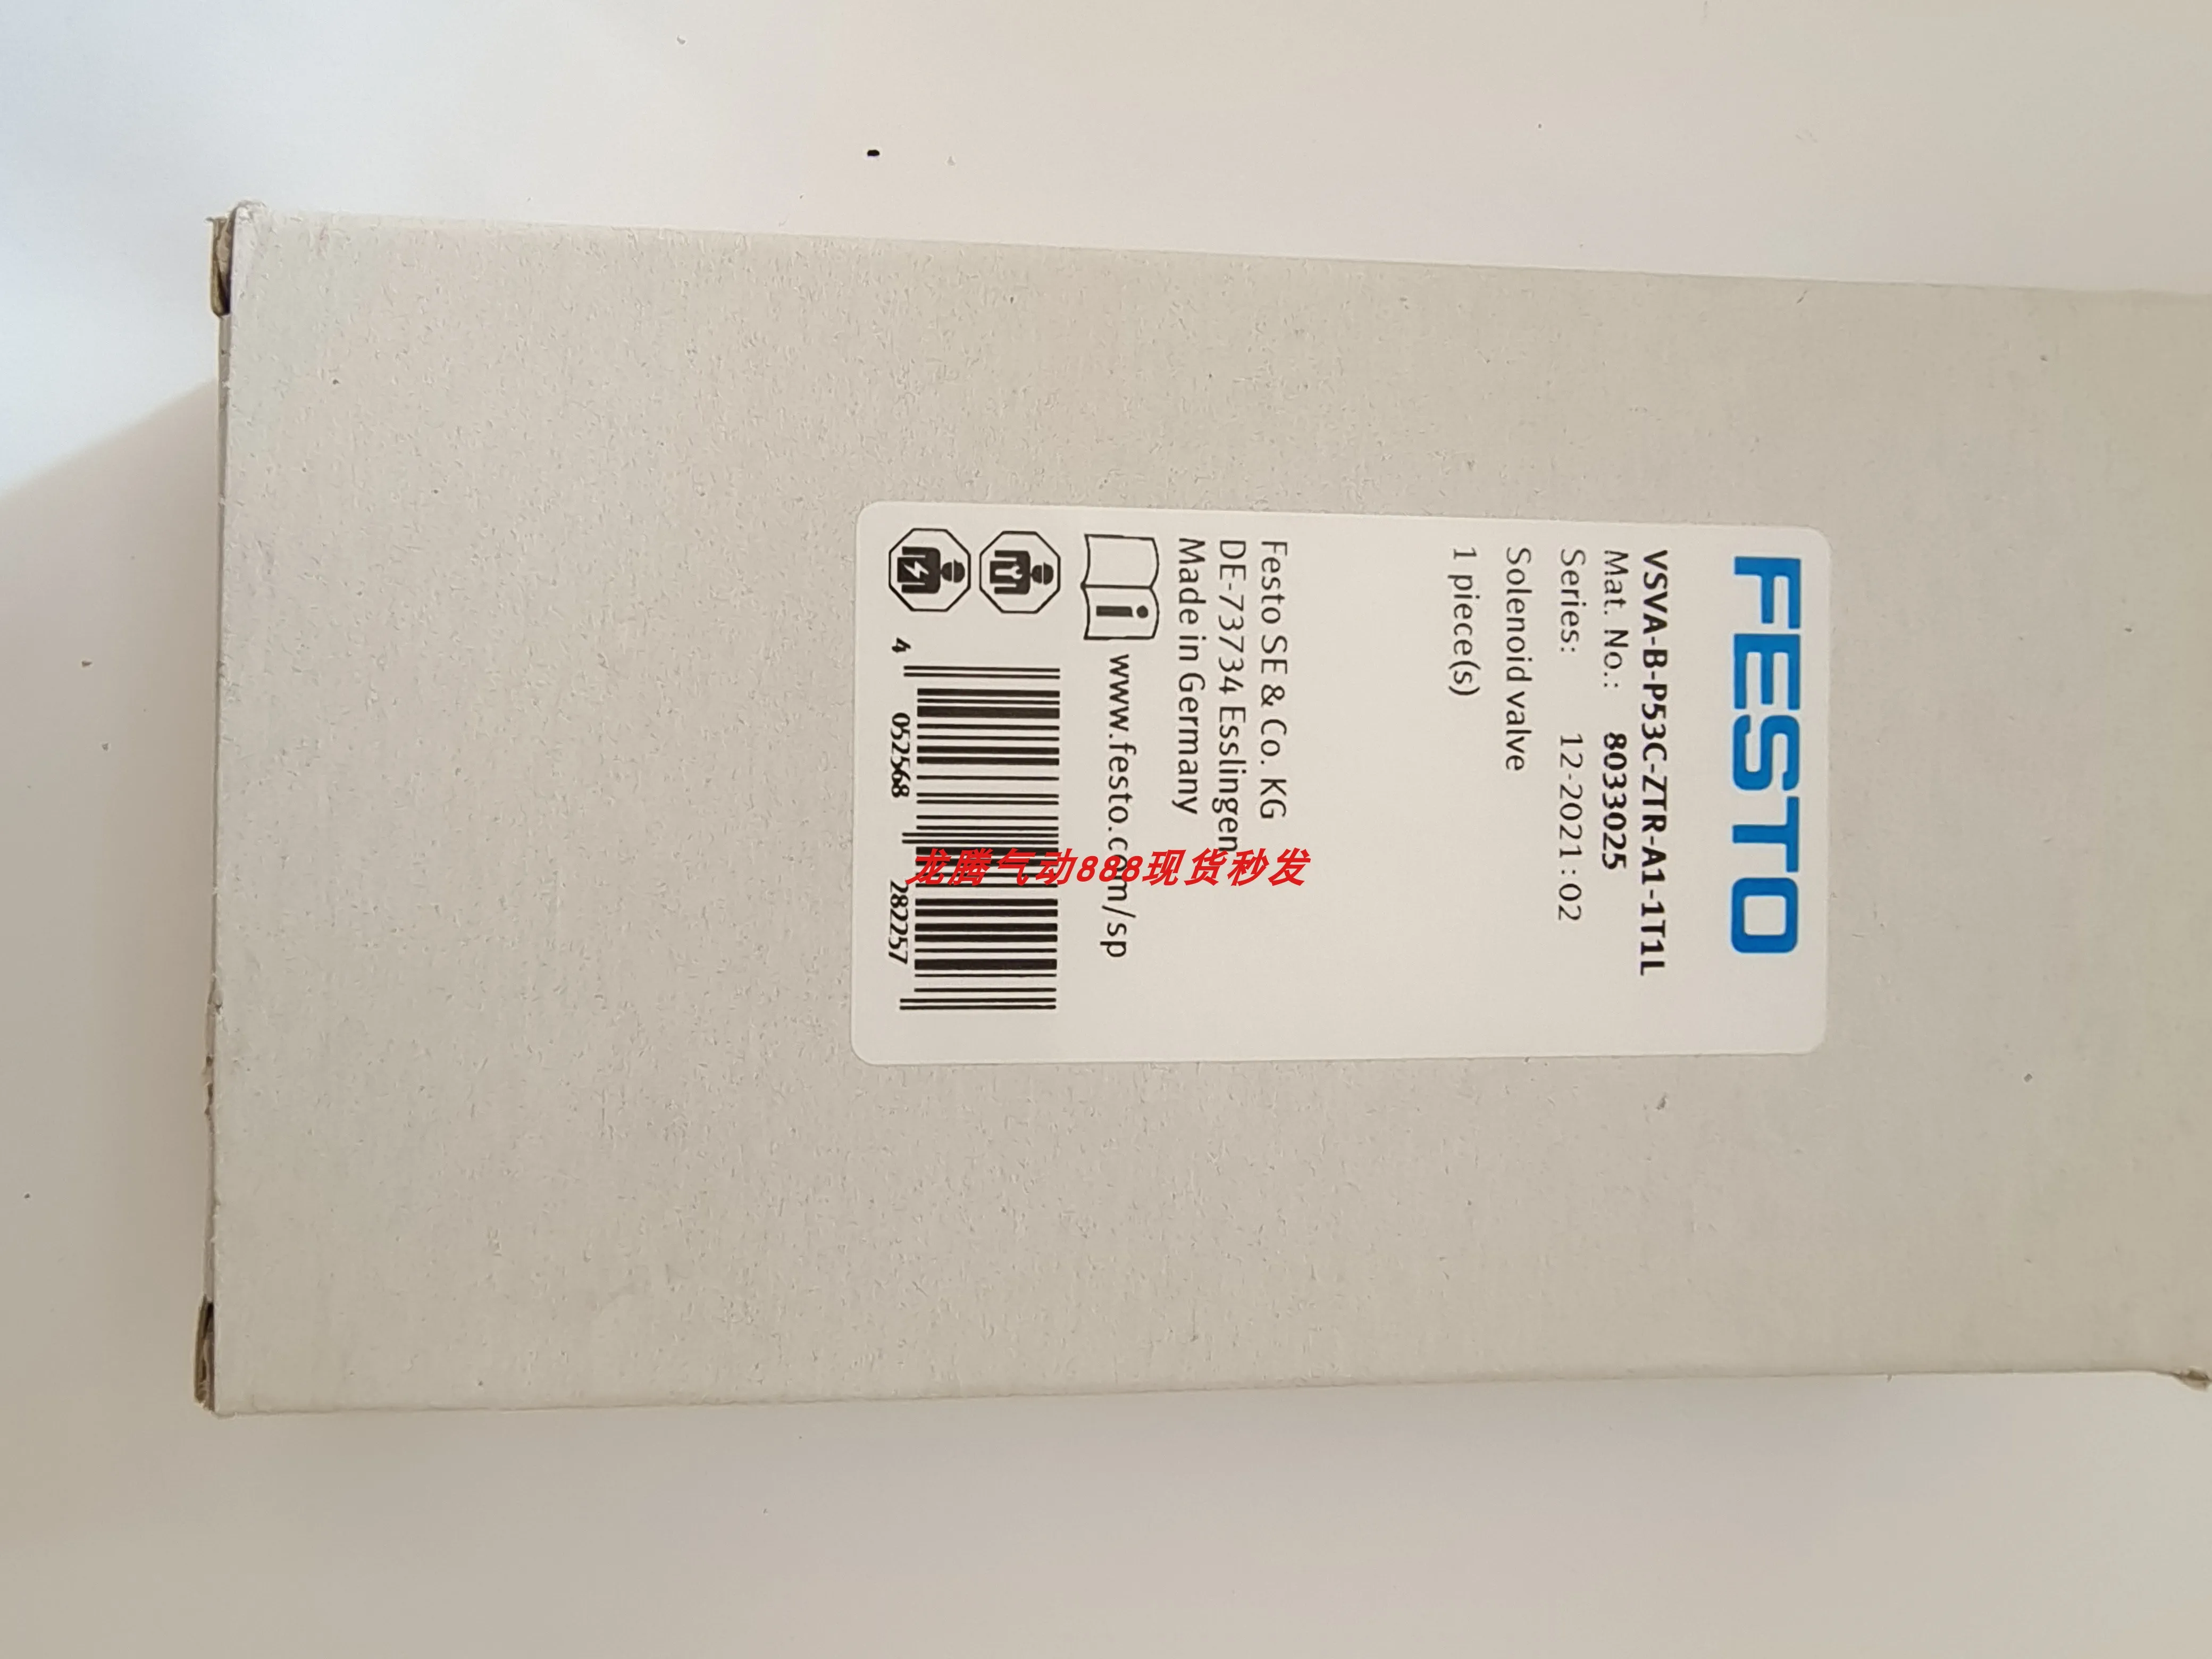 FESTO
VSVA-B-P53C-ZTR-A1-1T1L
Mat. No.: 8033025
Series: 12-2021:02
Solenoid valve
1 piece(s)
Festo SE & Co. KG
DE-73734 Esslingen
Made in Germany
www.festo.com/sp
4 052568 282257
龙腾气动888现货秒发